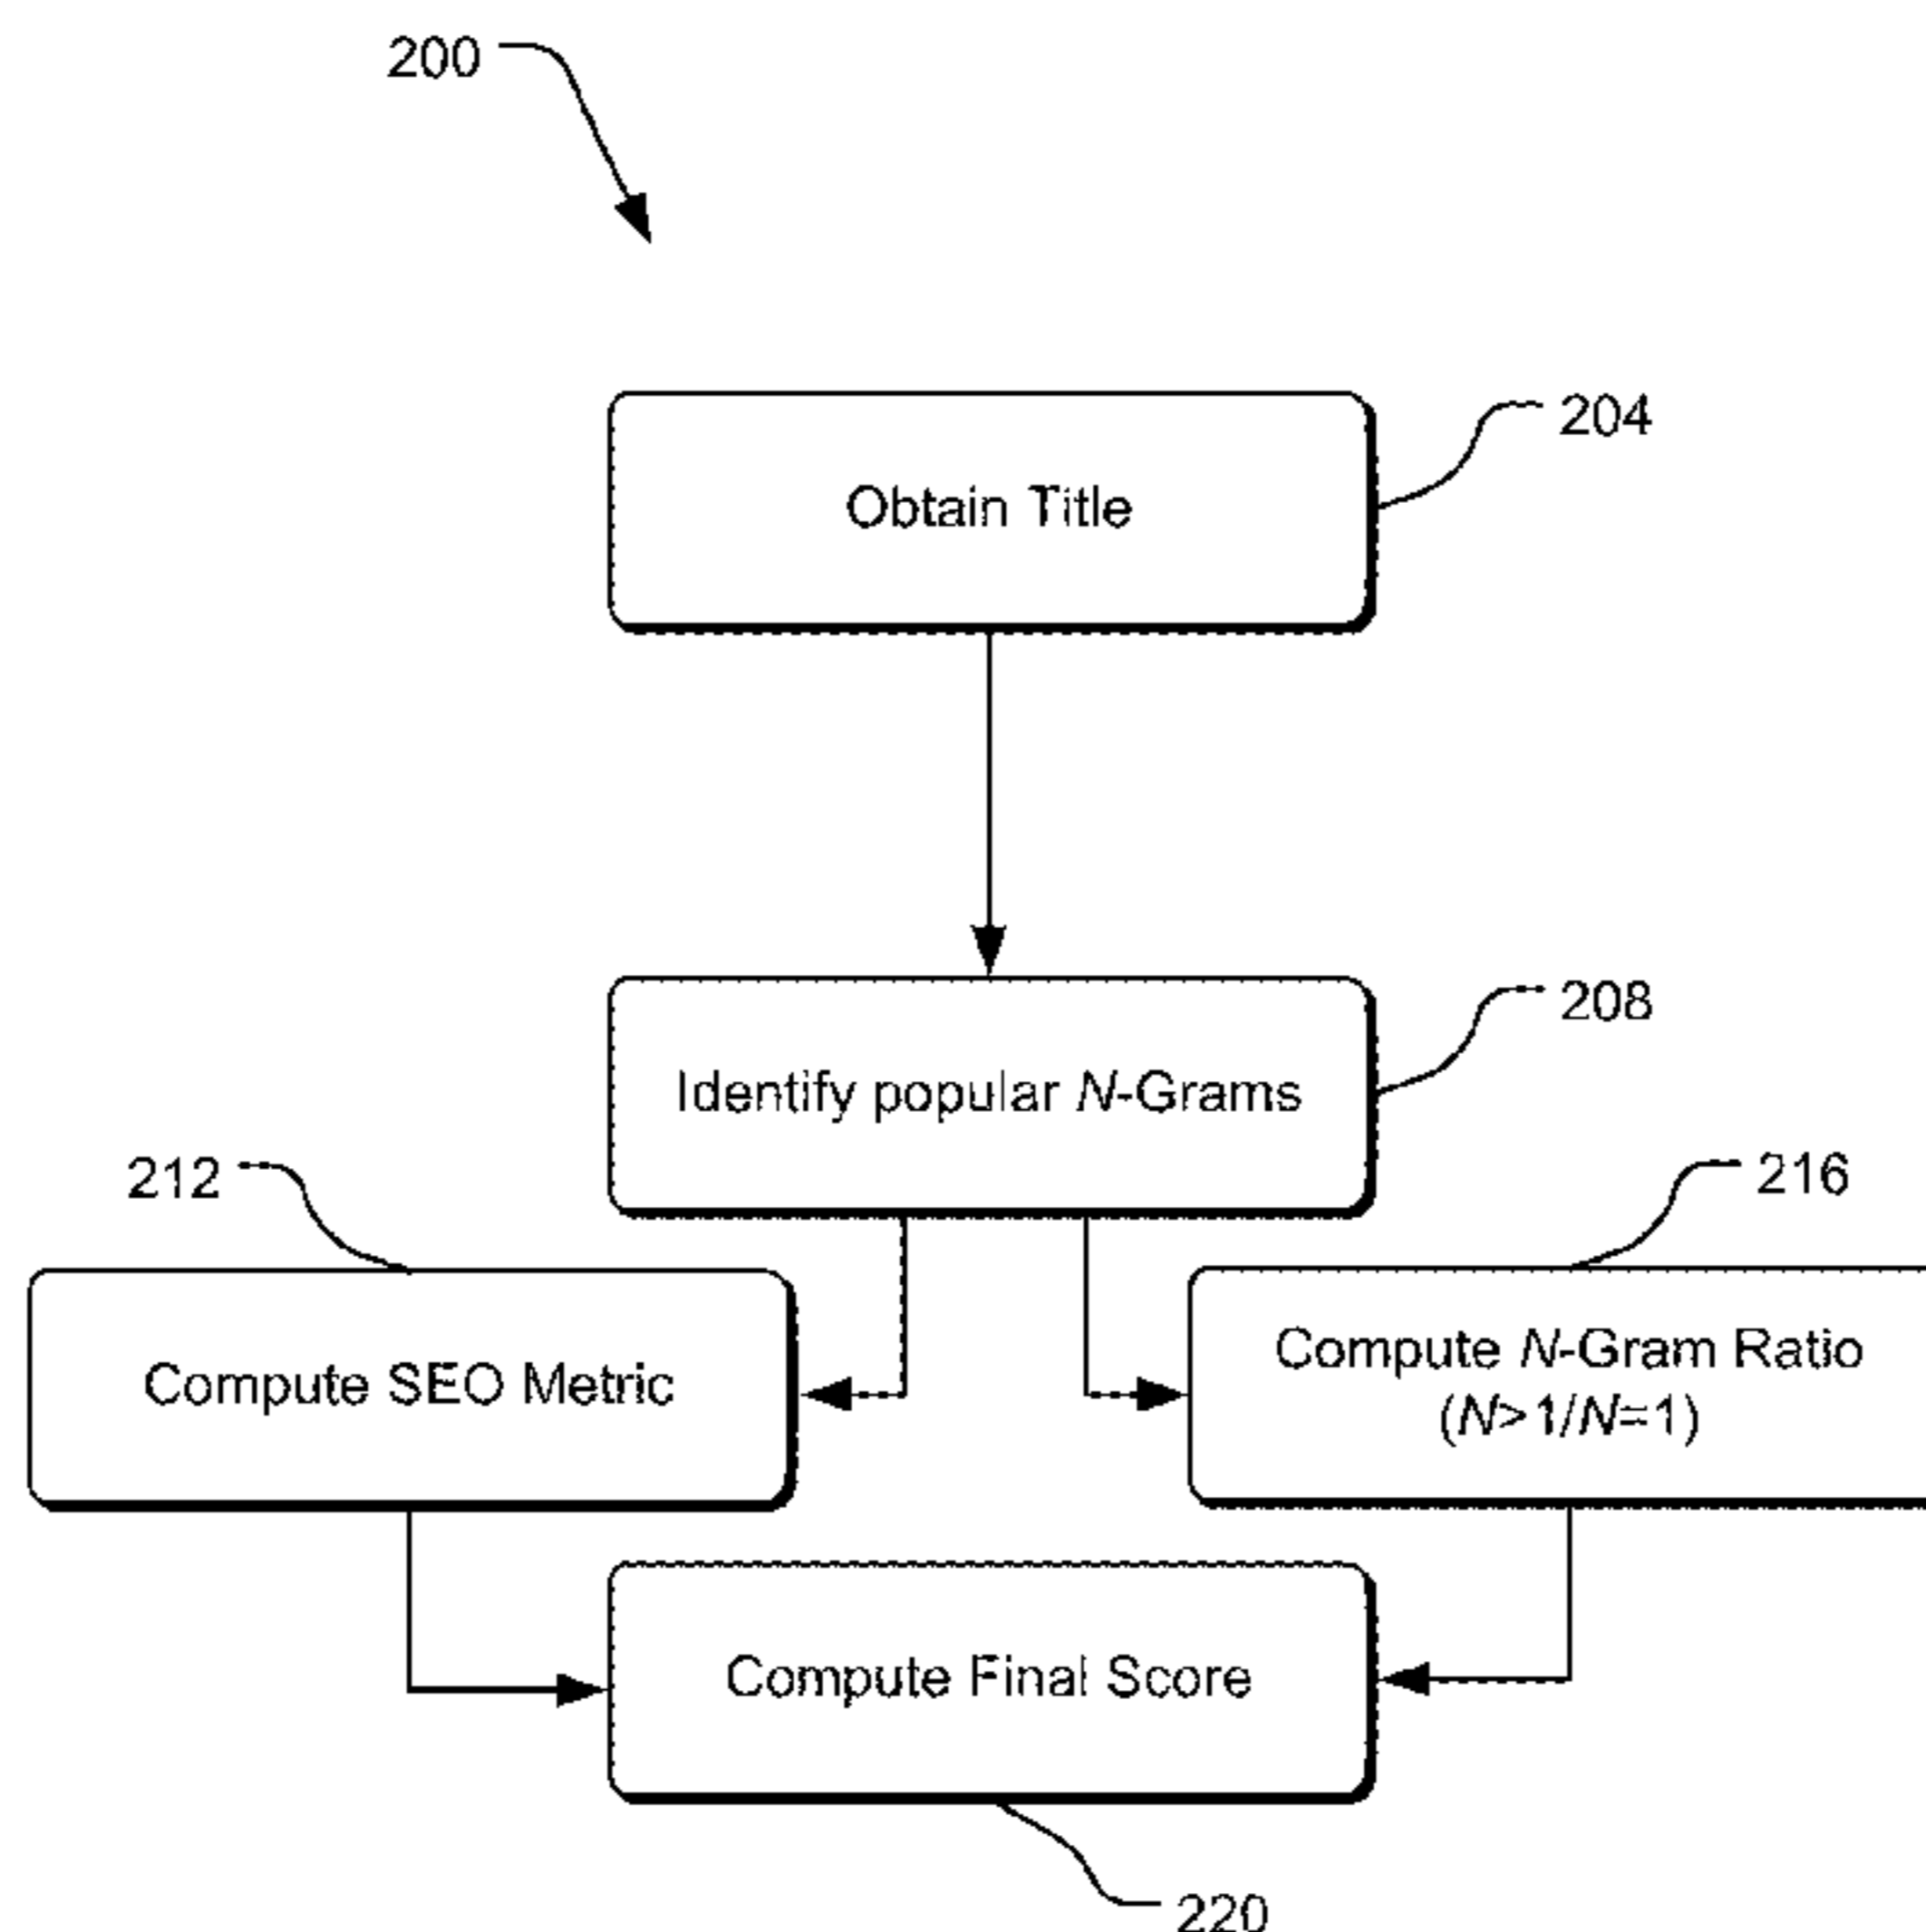 200
204
Obtain Title
208
Identify popular N-Grams
212
216
Compute SEO Metric
Compute N-Gram Ratio
(N>1/N=1)
Compute Final Score
220